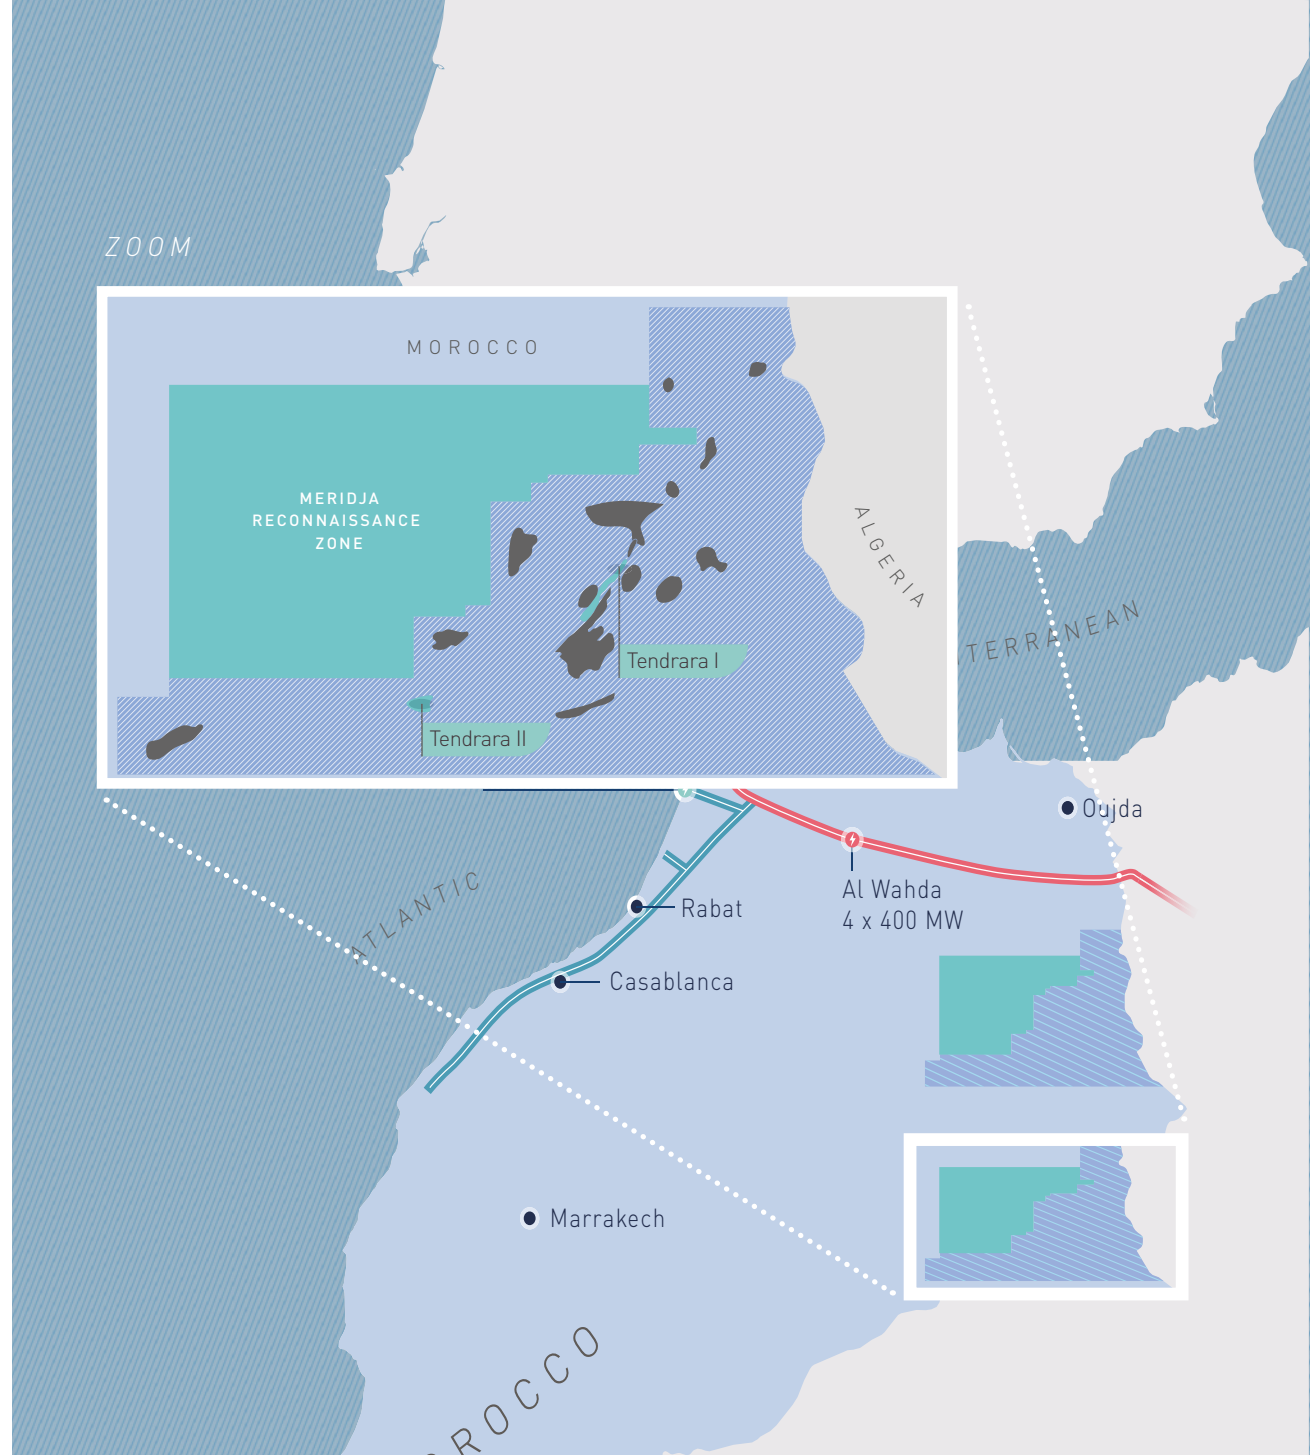 ZOOM
MOROCCO
MERIDJA
RECONNAISSANCE
ZONE
ALGERIA
Tendrara I
Tendrara II
TERRANEAN
Oujda
Al Wahda
4 x 400 MW
ATLANTIC
Rabat
Casablanca
Marrakech
ROCCO